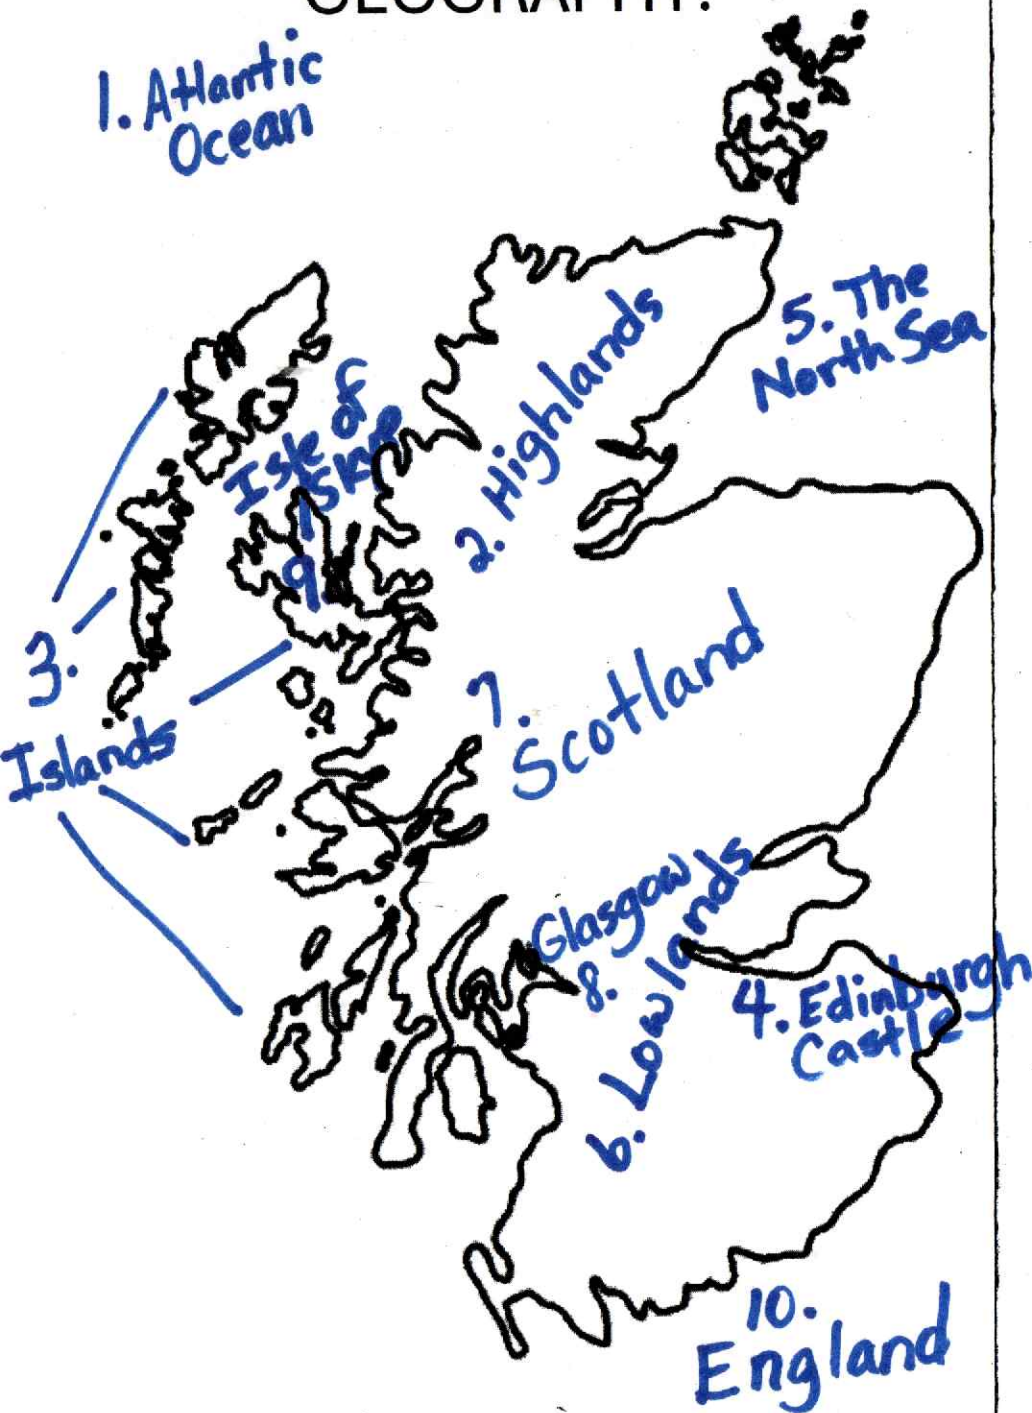 GEOGRAPHY:
1. Atlantic
Ocean
5. The
North Sea
2. Highlands
Isle of
Skye
9.
3.
Islands
7.
Scotland
Glasgow
8.
6. Lowlands
4. Edinburgh
Castle
10.
England